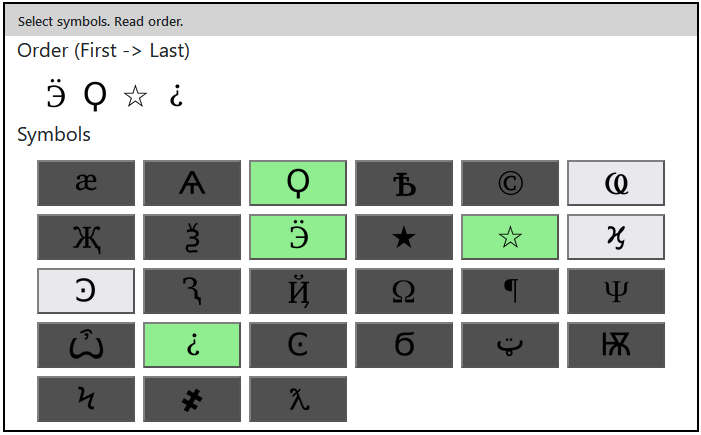 Select symbols. Read order.
Order (First -> Last)
Ӭ Ϙ ☆ ¿
Symbols
æ Ѧ Ϙ Ѣ © Ҩ
Җ Ѯ Ӭ ★ ☆ ϗ
Ͽ Ԇ Ҋ Ω ¶ Ψ
Ѽ ¿ Ͼ б ټ Ѭ
Ϟ ҂ ƛ